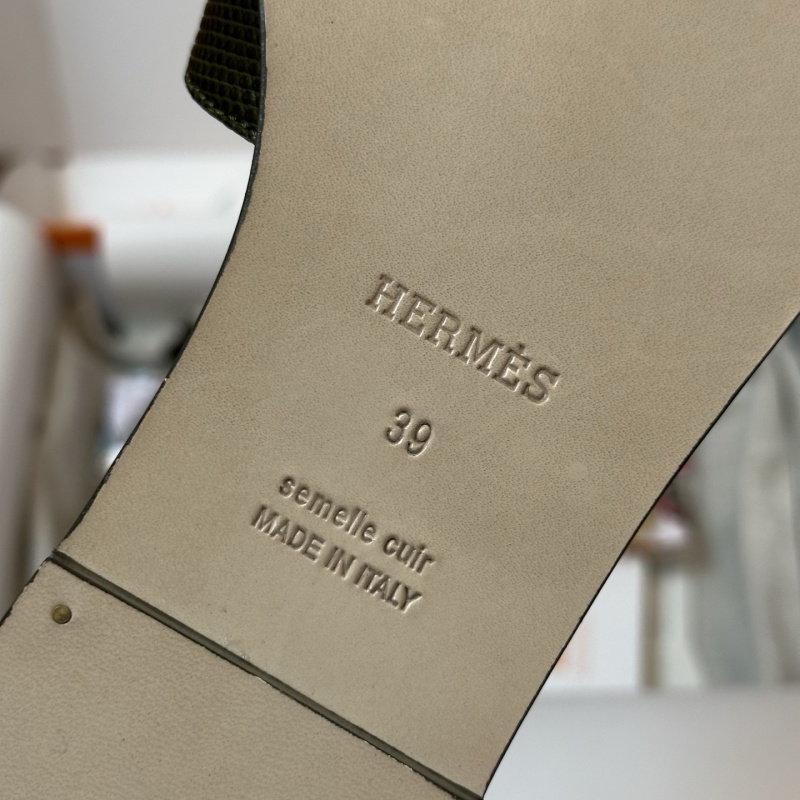 HERMÈS
39
semelle cuir
MADE IN ITALY